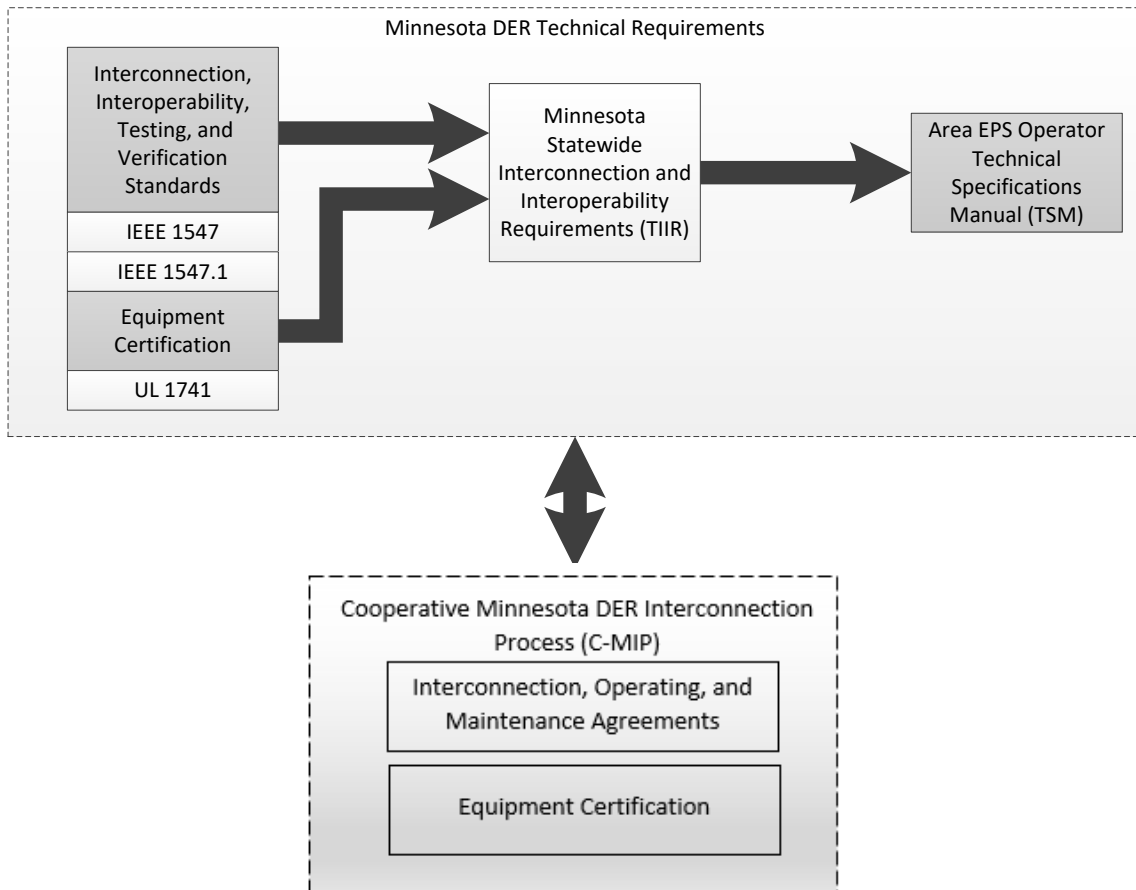 Minnesota DER Technical Requirements
Interconnection,
Interoperability,
Testing, and
Verification
Standards
IEEE 1547
IEEE 1547.1
Equipment
Certification
UL 1741
Minnesota
Statewide
Interconnection and
Interoperability
Requirements (TIIR)
Area EPS Operator
Technical
Specifications
Manual (TSM)
Cooperative Minnesota DER Interconnection
Process (C-MIP)
Interconnection, Operating, and
Maintenance Agreements
Equipment Certification